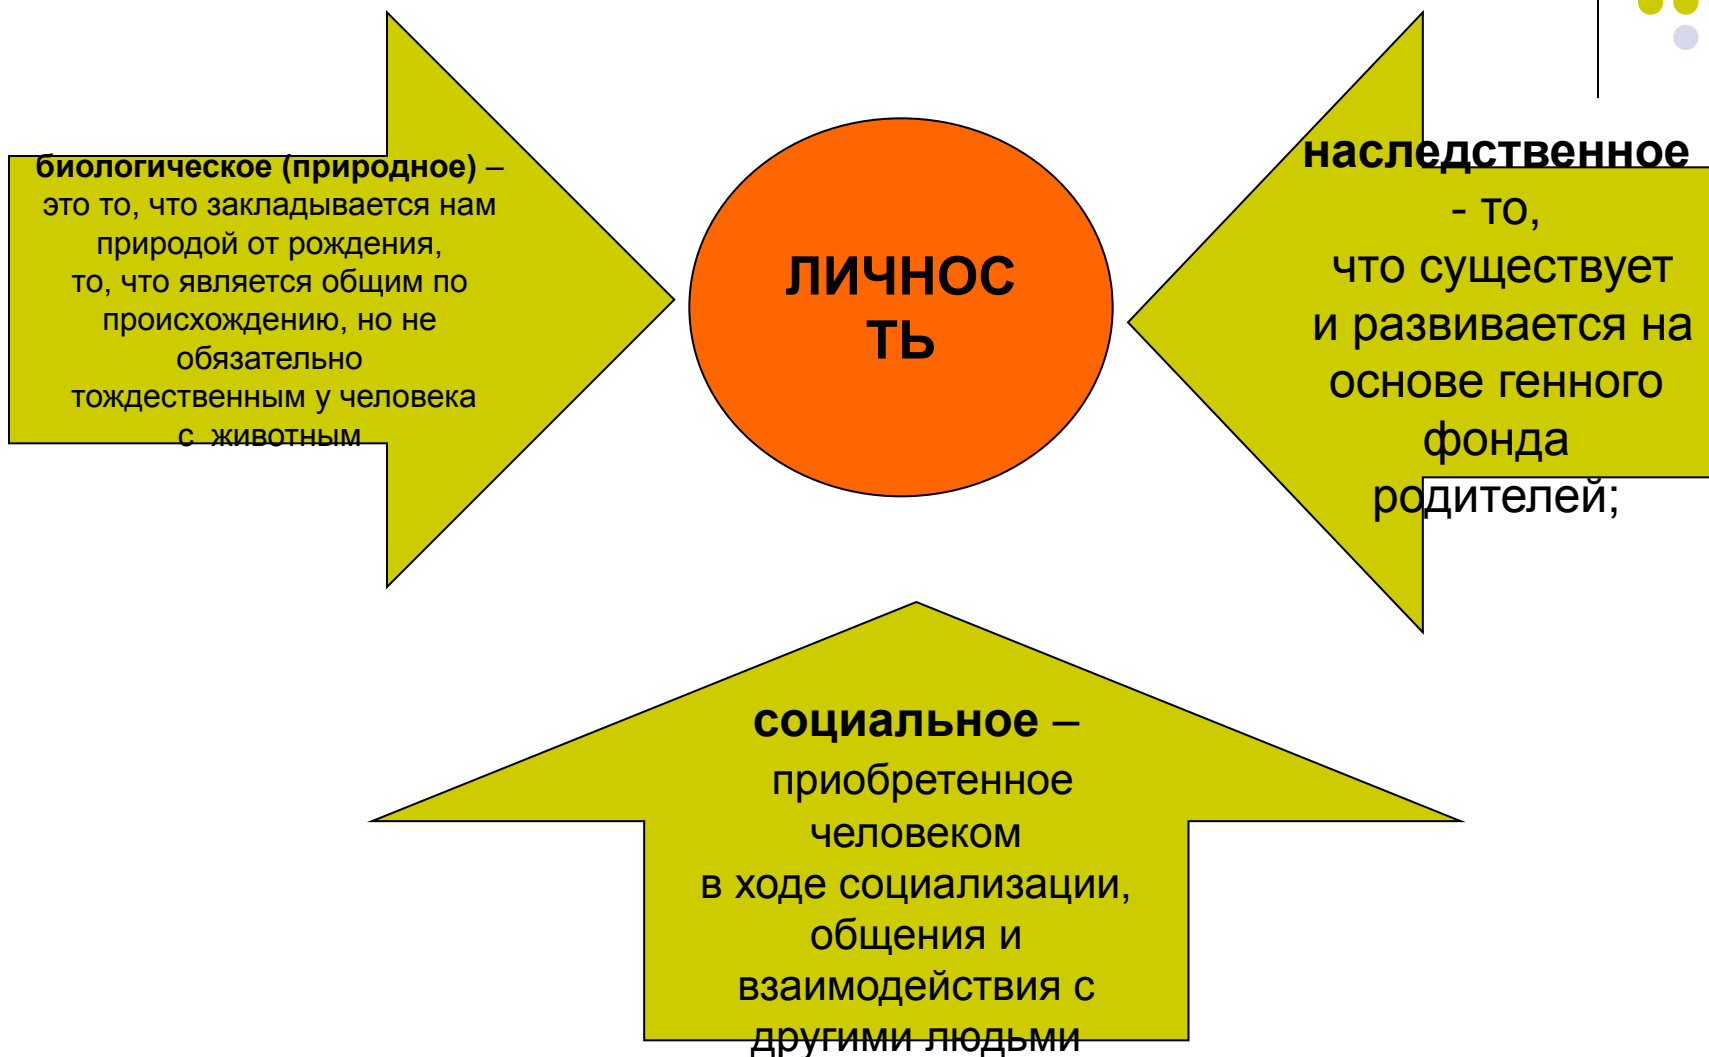 биологическое (природное) –
это то, что закладывается нам
природой от рождения,
то, что является общим по
происхождению, но не
обязательно
тождественным у человека
с животным
ЛИЧНОС
ТЬ
наследственное
- то,
что существует
и развивается на
основе генного
фонда
родителей;
социальное –
приобретенное
человеком
в ходе социализации,
общения и
взаимодействия с
другими людьми